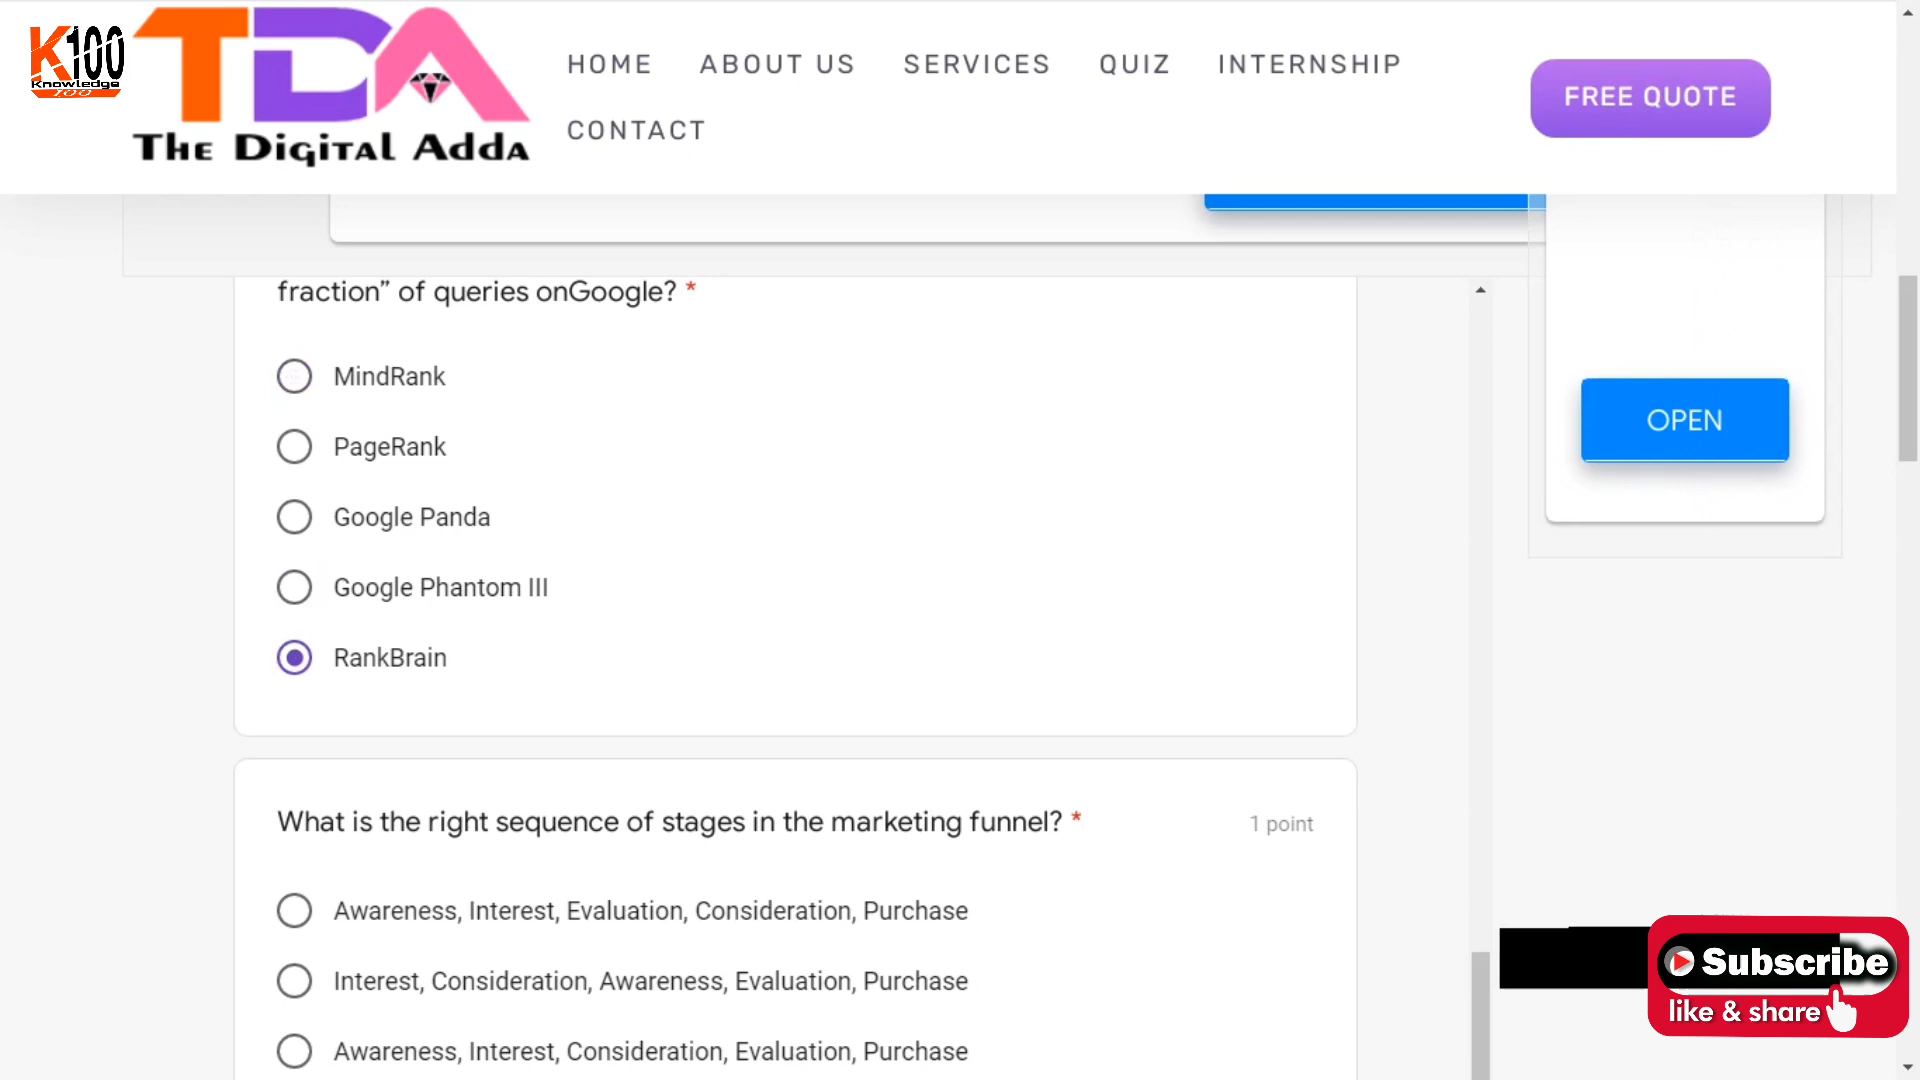 K100
Knowledge
100
TDA
The Digital Adda
HOME
ABOUT US
SERVICES
QUIZ
INTERNSHIP
CONTACT
FREE QUOTE
fraction” of queries onGoogle? *
MindRank
PageRank
Google Panda
Google Phantom III
RankBrain
OPEN
What is the right sequence of stages in the marketing funnel? *
1 point
Awareness, Interest, Evaluation, Consideration, Purchase
Interest, Consideration, Awareness, Evaluation, Purchase
Awareness, Interest, Consideration, Evaluation, Purchase
Subscribe
like & share